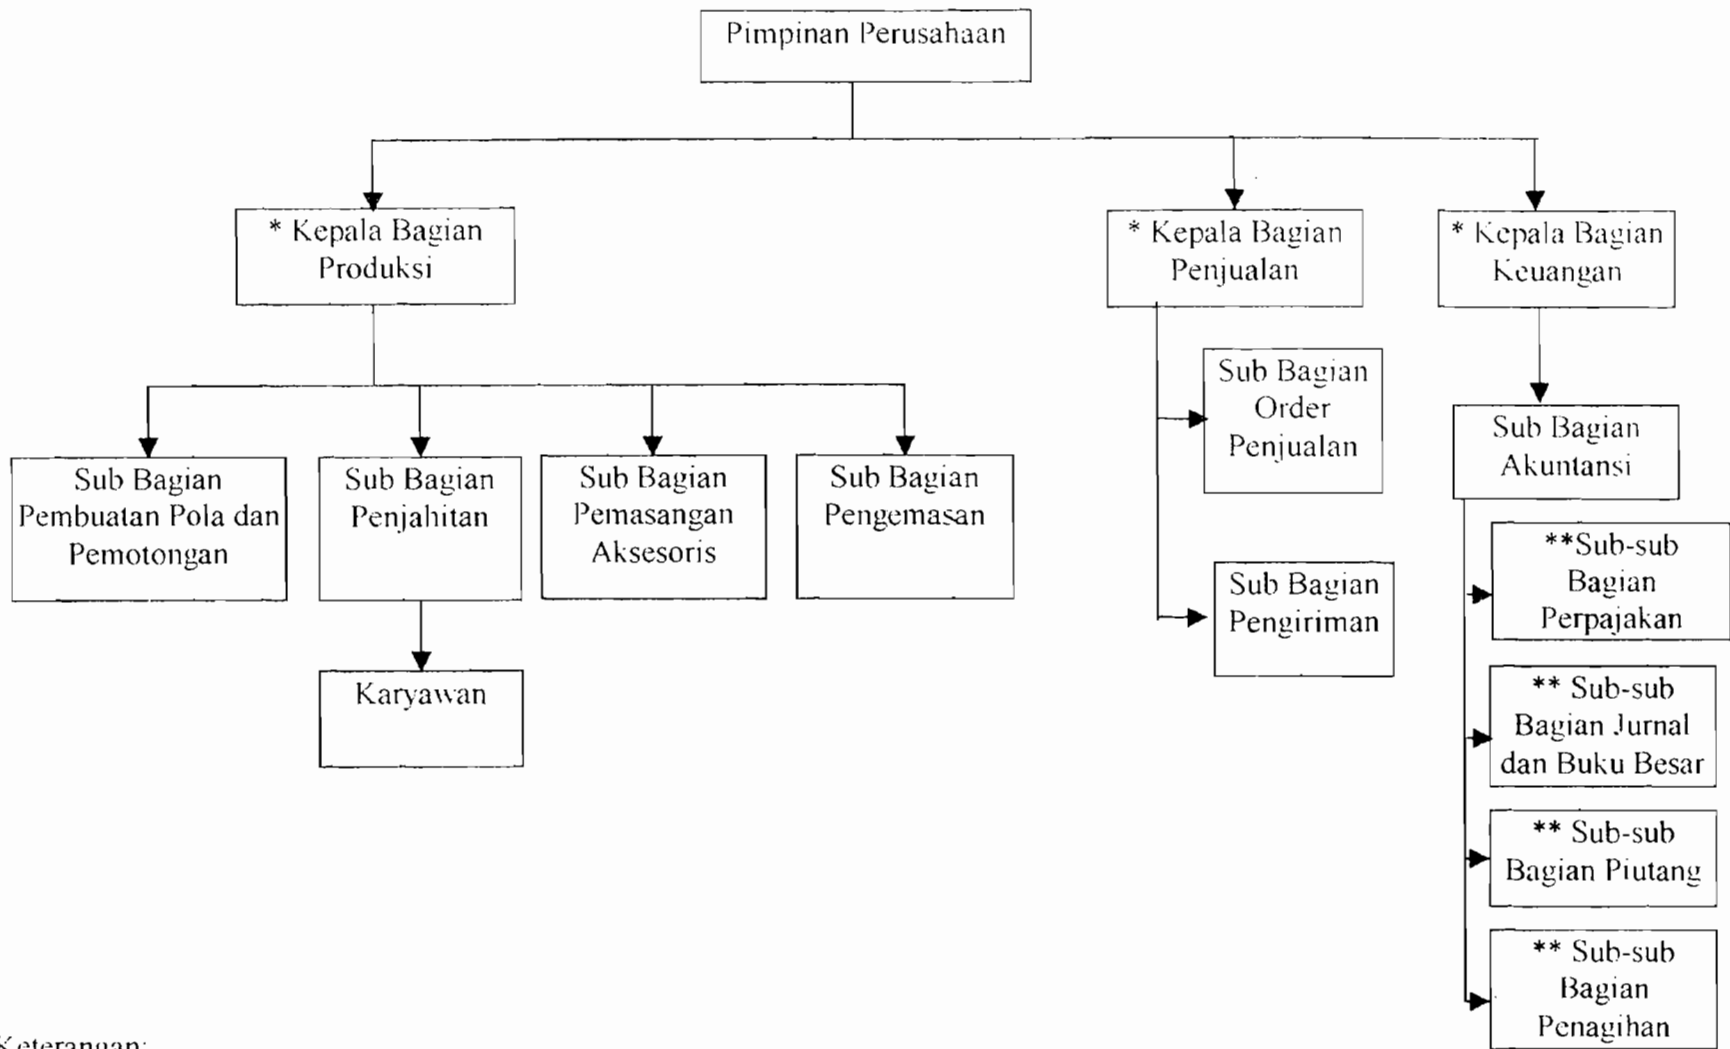 Pimpinan Perusahaan
* Kepala Bagian
Produksi
* Kepala Bagian
Penjualan
* Kepala Bagian
Keuangan
Sub Bagian
Pembuatan Pola dan
Pemotongan
Sub Bagian
Penjahitan
Sub Bagian
Pemasangan
Aksesoris
Sub Bagian
Pengemasan
Karyawan
Sub Bagian
Order
Penjualan
Sub Bagian
Pengiriman
Sub Bagian
Akuntansi
**Sub-sub
Bagian
Perpajakan
** Sub-sub
Bagian Jurnal
dan Buku Besar
** Sub-sub
Bagian Piutang
** Sub-sub
Bagian
Penagihan
Keterangan: